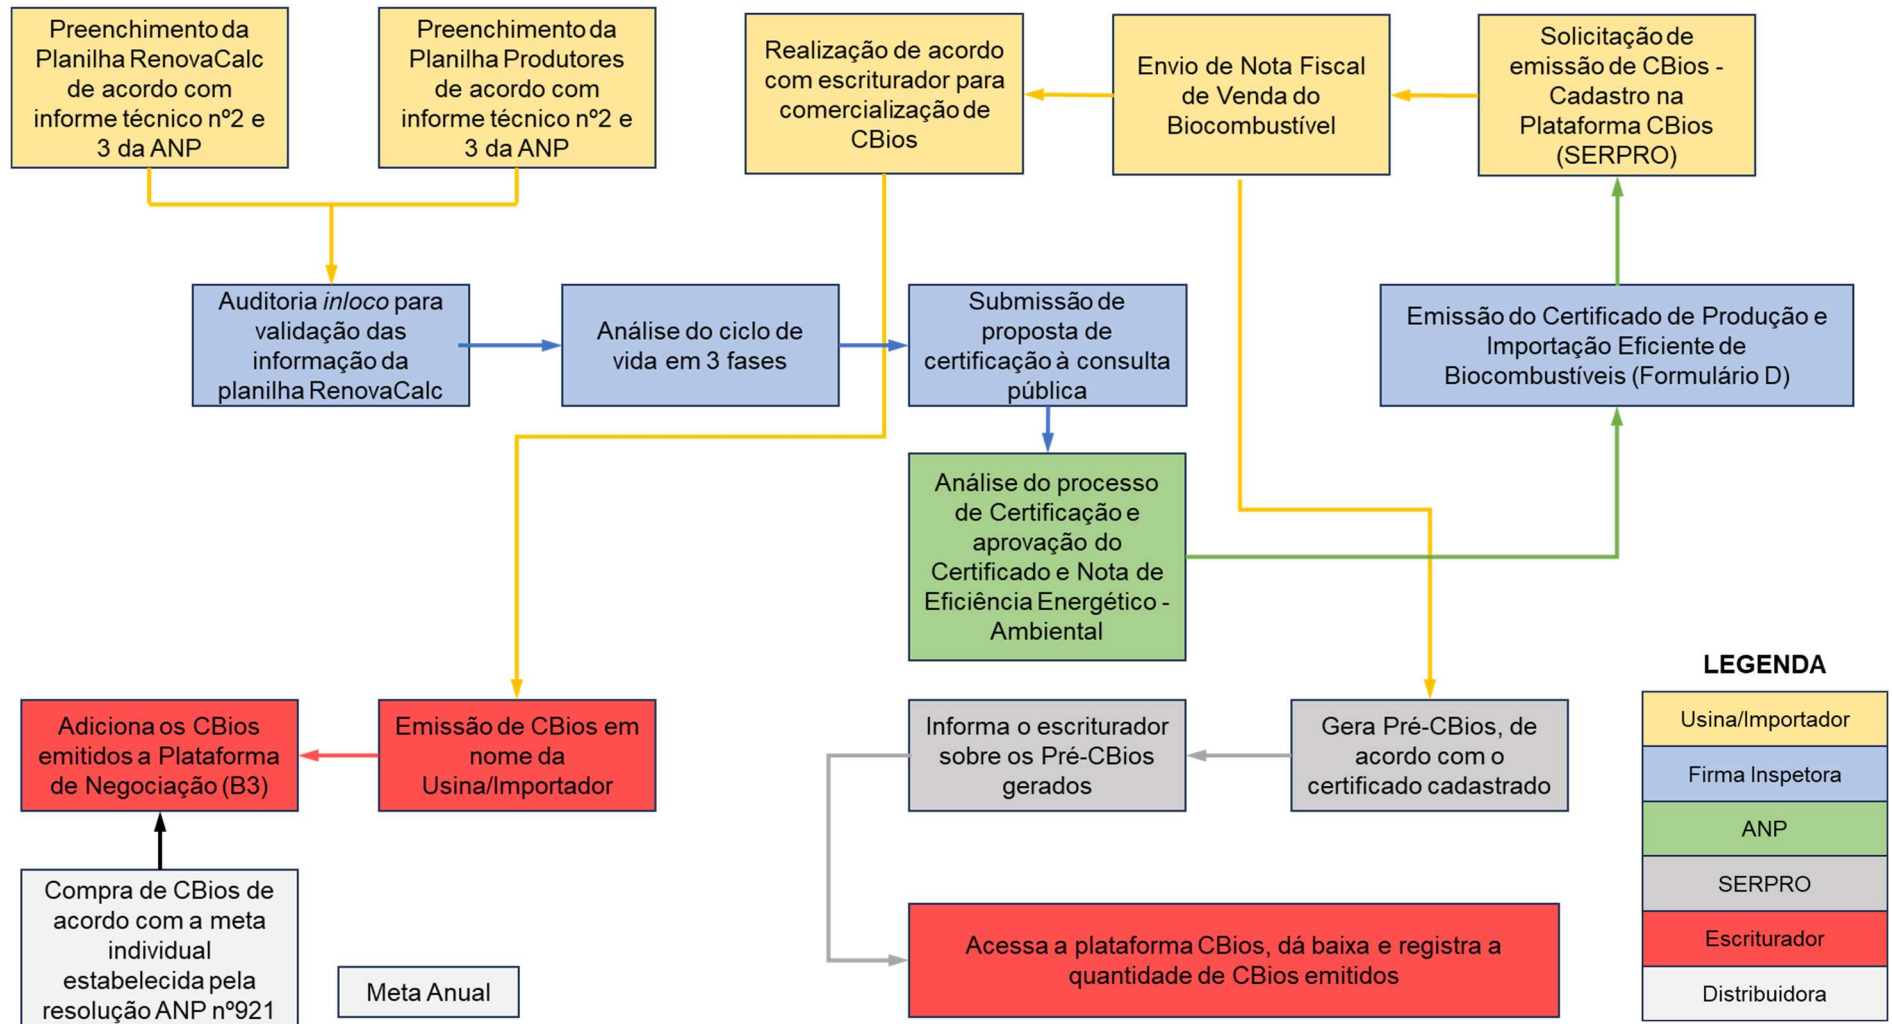 Preenchimento da
Planilha RenovaCalc
de acordo com
informe técnico nº2 e
3 da ANP
Preenchimento da
Planilha Produtores
de acordo com
informe técnico nº2 e
3 da ANP
Realização de acordo
com escriturador para
comercialização de
CBios
Envio de Nota Fiscal
de Venda do
Biocombustível
Solicitação de
emissão de CBios -
Cadastro na
Plataforma CBios
(SERPRO)
Auditoria inloco para
validação das
informação da
planilha RenovaCalc
Análise do ciclo de
vida em 3 fases
Submissão de
proposta de
certificação à consulta
pública
Emissão do Certificado de Produção e
Importação Eficiente de
Biocombustíveis (Formulário D)
Análise do processo
de Certificação e
aprovação do
Certificado e Nota de
Eficiência Energético -
Ambiental
Adiciona os CBios
emitidos a Plataforma
de Negociação (B3)
Emissão de CBios em
nome da
Usina/Importador
Informa o escriturador
sobre os Pré-CBios
gerados
Gera Pré-CBios, de
acordo com o
certificado cadastrado
Compra de CBios de
acordo com a meta
individual
estabelecida pela
resolução ANP nº921
Meta Anual
Acessa a plataforma CBios, dá baixa e registra a
quantidade de CBios emitidos
LEGENDA
Usina/Importador
Firma Inspetora
ANP
SERPRO
Escriturador
Distribuidora